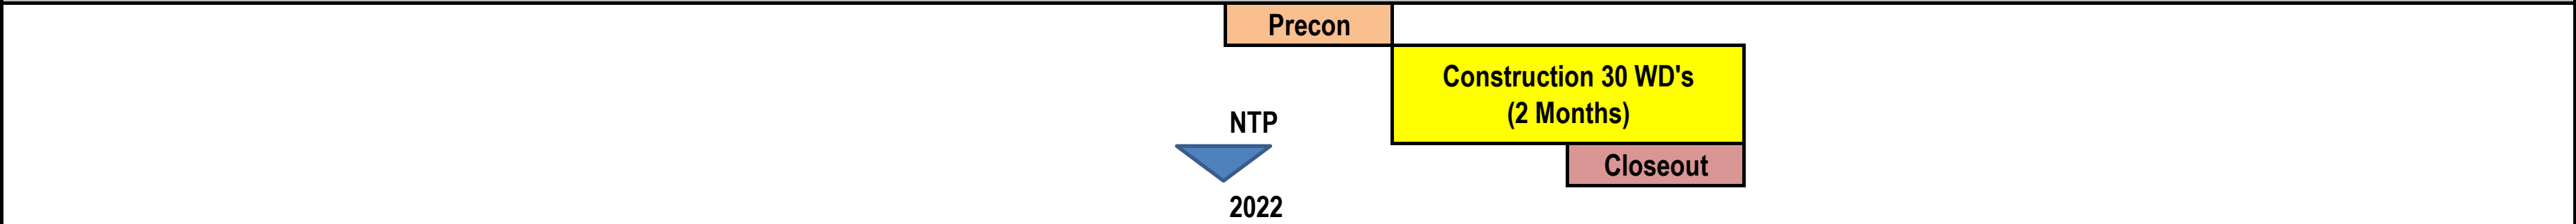 Precon
Construction 30 WD's
(2 Months)
NTP
Closeout
2022